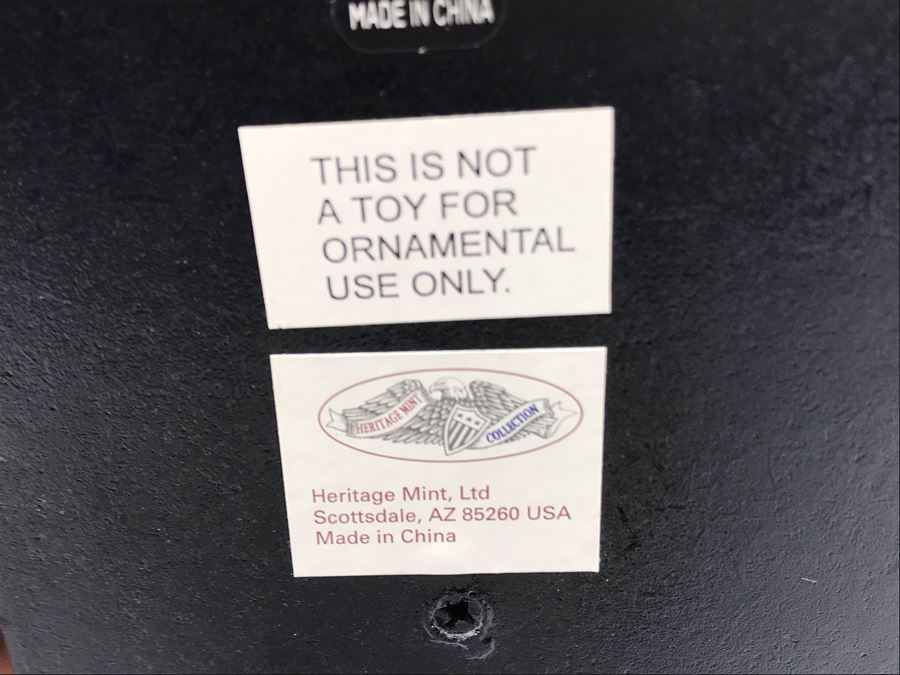 MADE IN CHINA
THIS IS NOT
A TOY FOR
ORNAMENTAL
USE ONLY.
HERITAGE MINT
COLLECTION
Heritage Mint, Ltd
Scottsdale, AZ 85260 USA
Made in China